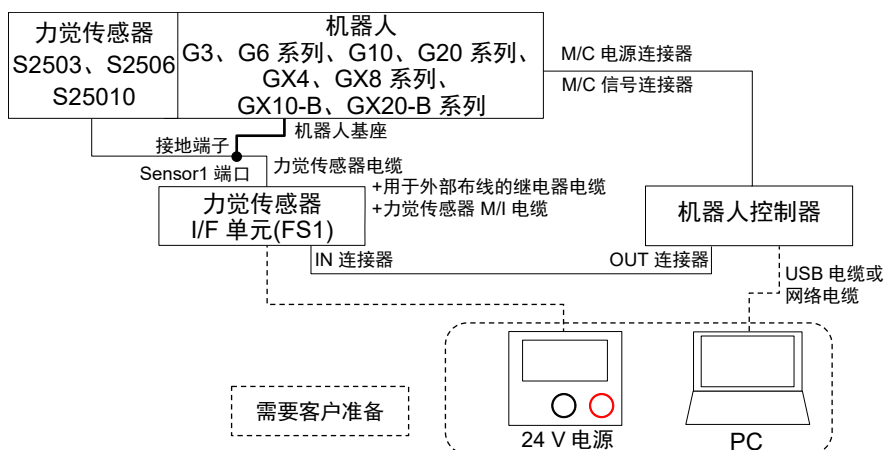 力觉传感器
S2503、S2506
S25010
机器人
G3、G6 系列、G10、G20 系列、
GX4、GX8 系列、
GX10-B、GX20-B 系列
M/C 电源连接器
M/C 信号连接器
机器人基座
接地端子
Sensor1 端口
力觉传感器电缆
+用于外部布线的继电器电缆
+力觉传感器 M/I 电缆
力觉传感器
I/F 单元(FS1)
机器人控制器
IN 连接器
OUT 连接器
USB 电缆或
网络电缆
需要客户准备
24 V 电源
PC